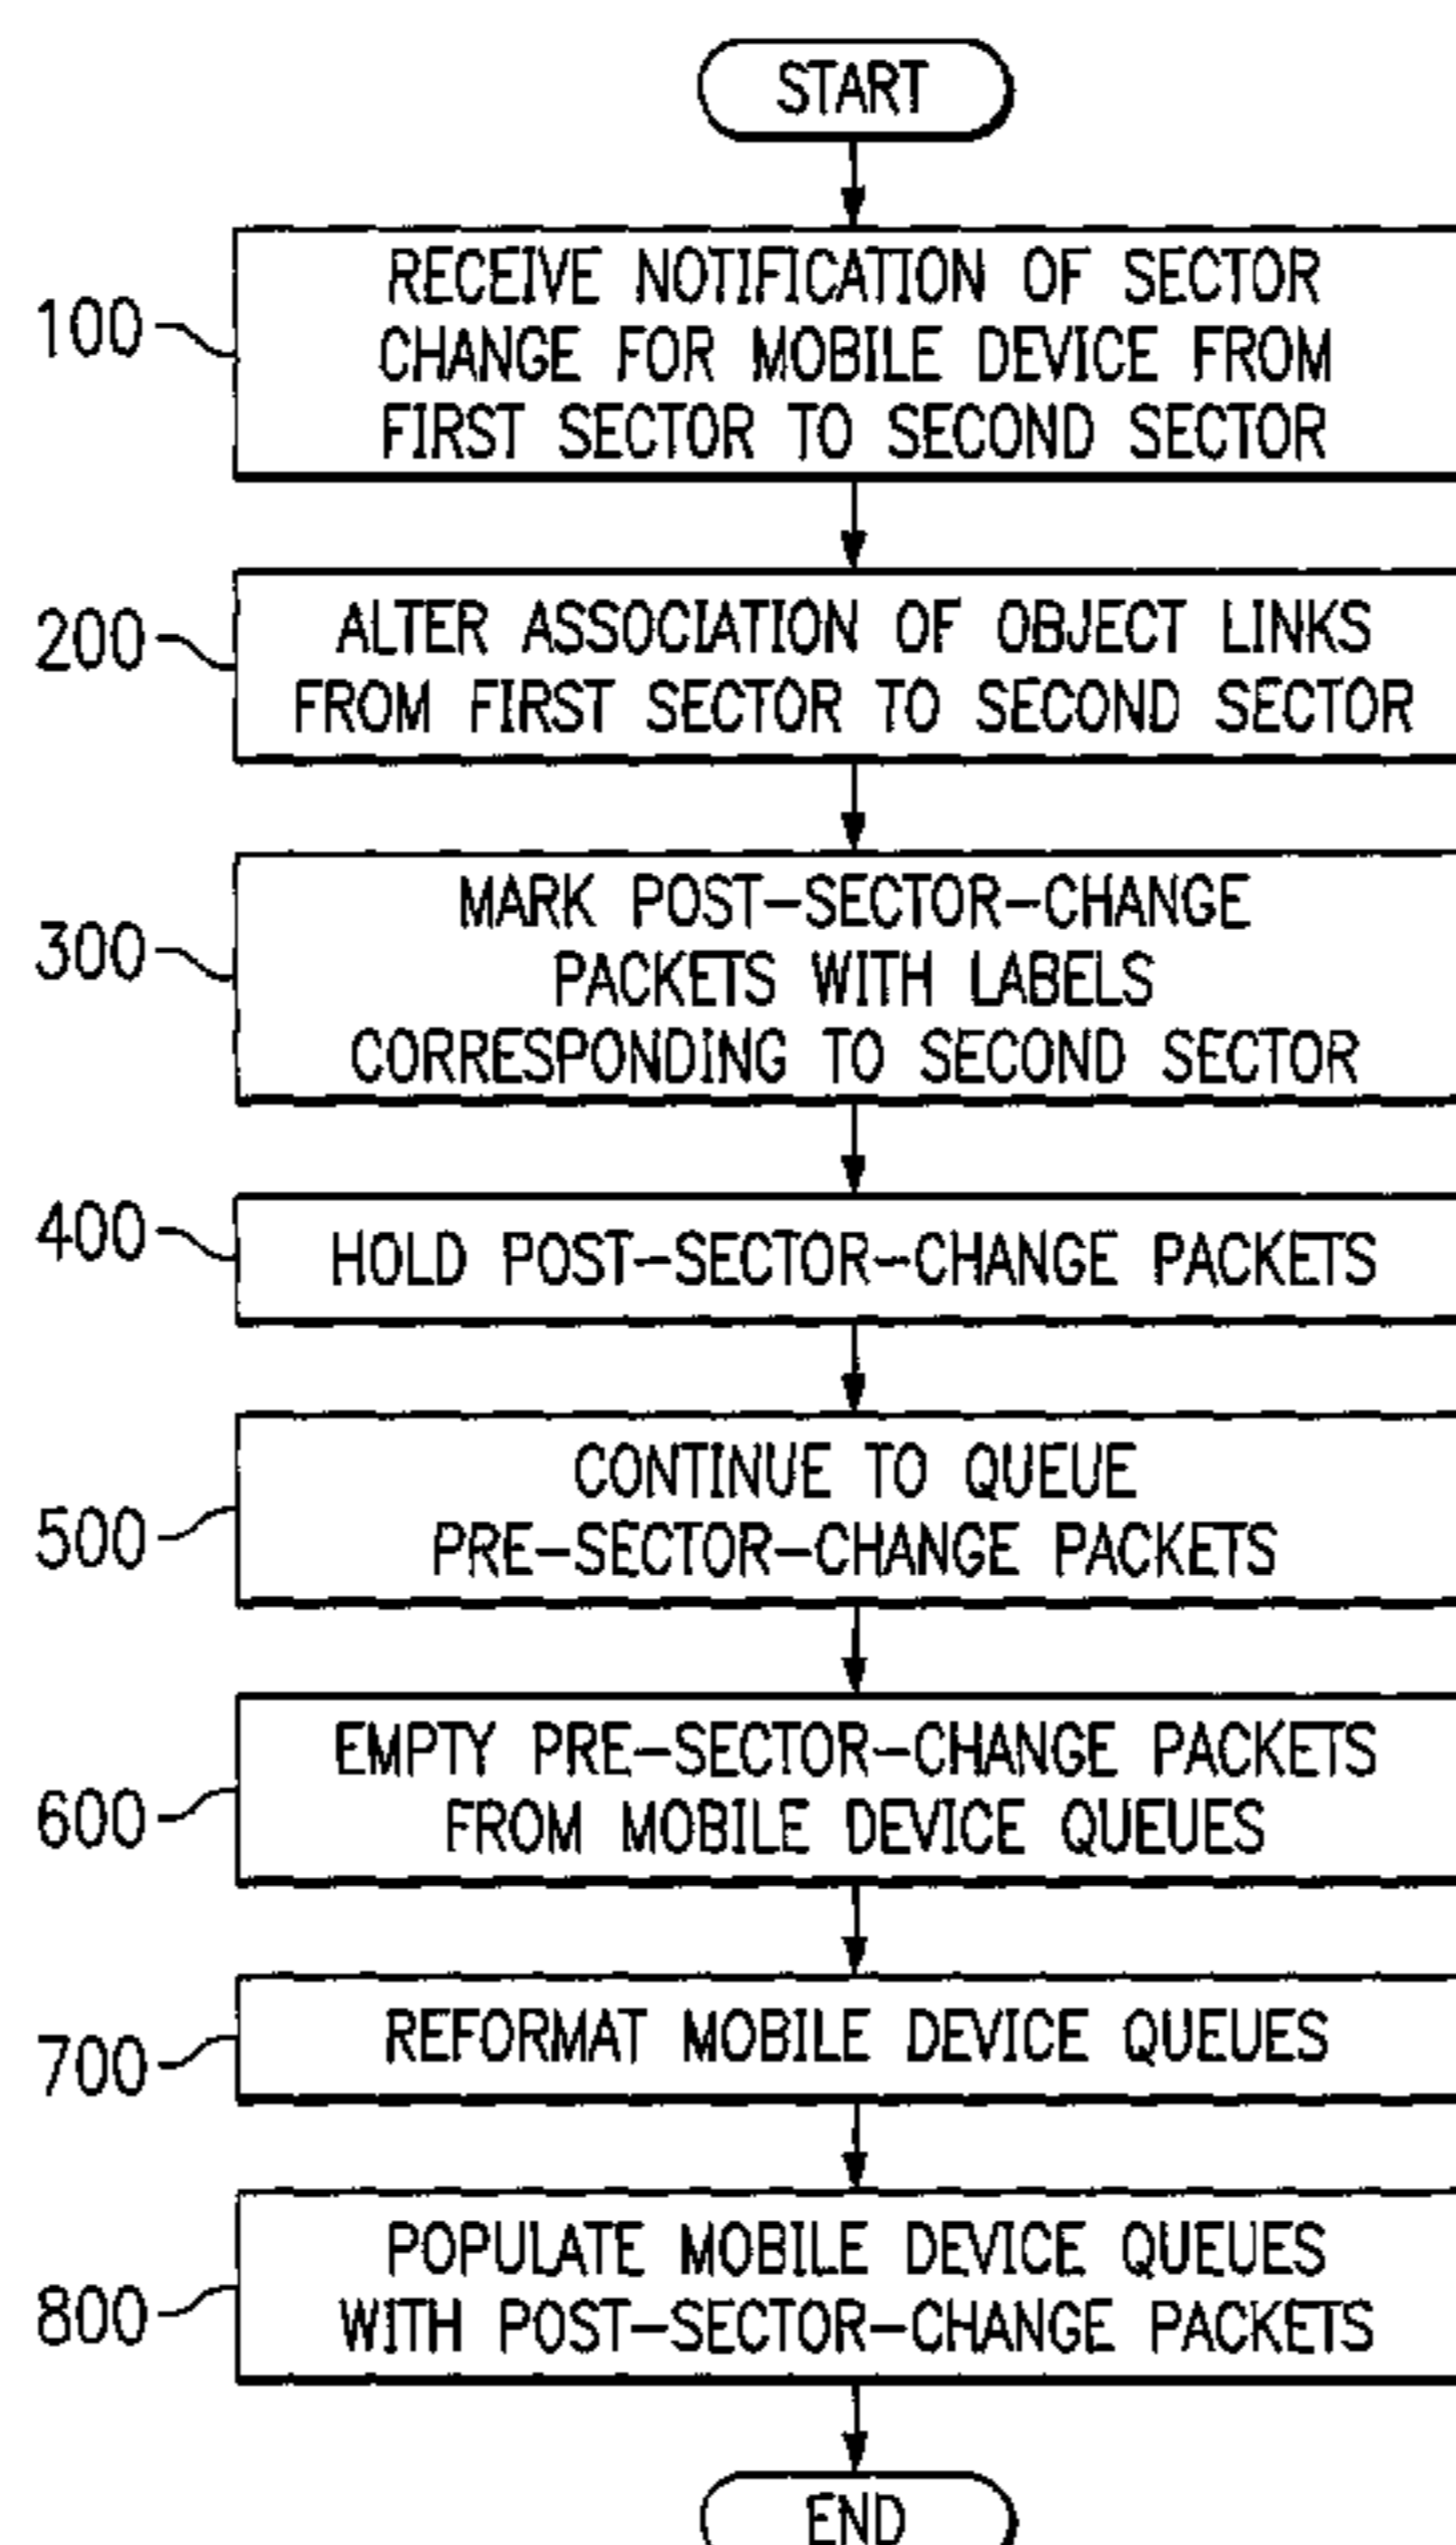 START
100
RECEIVE NOTIFICATION OF SECTOR
CHANGE FOR MOBILE DEVICE FROM
FIRST SECTOR TO SECOND SECTOR
200
ALTER ASSOCIATION OF OBJECT LINKS
FROM FIRST SECTOR TO SECOND SECTOR
300
MARK POST-SECTOR-CHANGE
PACKETS WITH LABELS
CORRESPONDING TO SECOND SECTOR
400
HOLD POST-SECTOR-CHANGE PACKETS
500
CONTINUE TO QUEUE
PRE-SECTOR-CHANGE PACKETS
600
EMPTY PRE-SECTOR-CHANGE PACKETS
FROM MOBILE DEVICE QUEUES
700
REFORMAT MOBILE DEVICE QUEUES
800
POPULATE MOBILE DEVICE QUEUES
WITH POST-SECTOR-CHANGE PACKETS
END